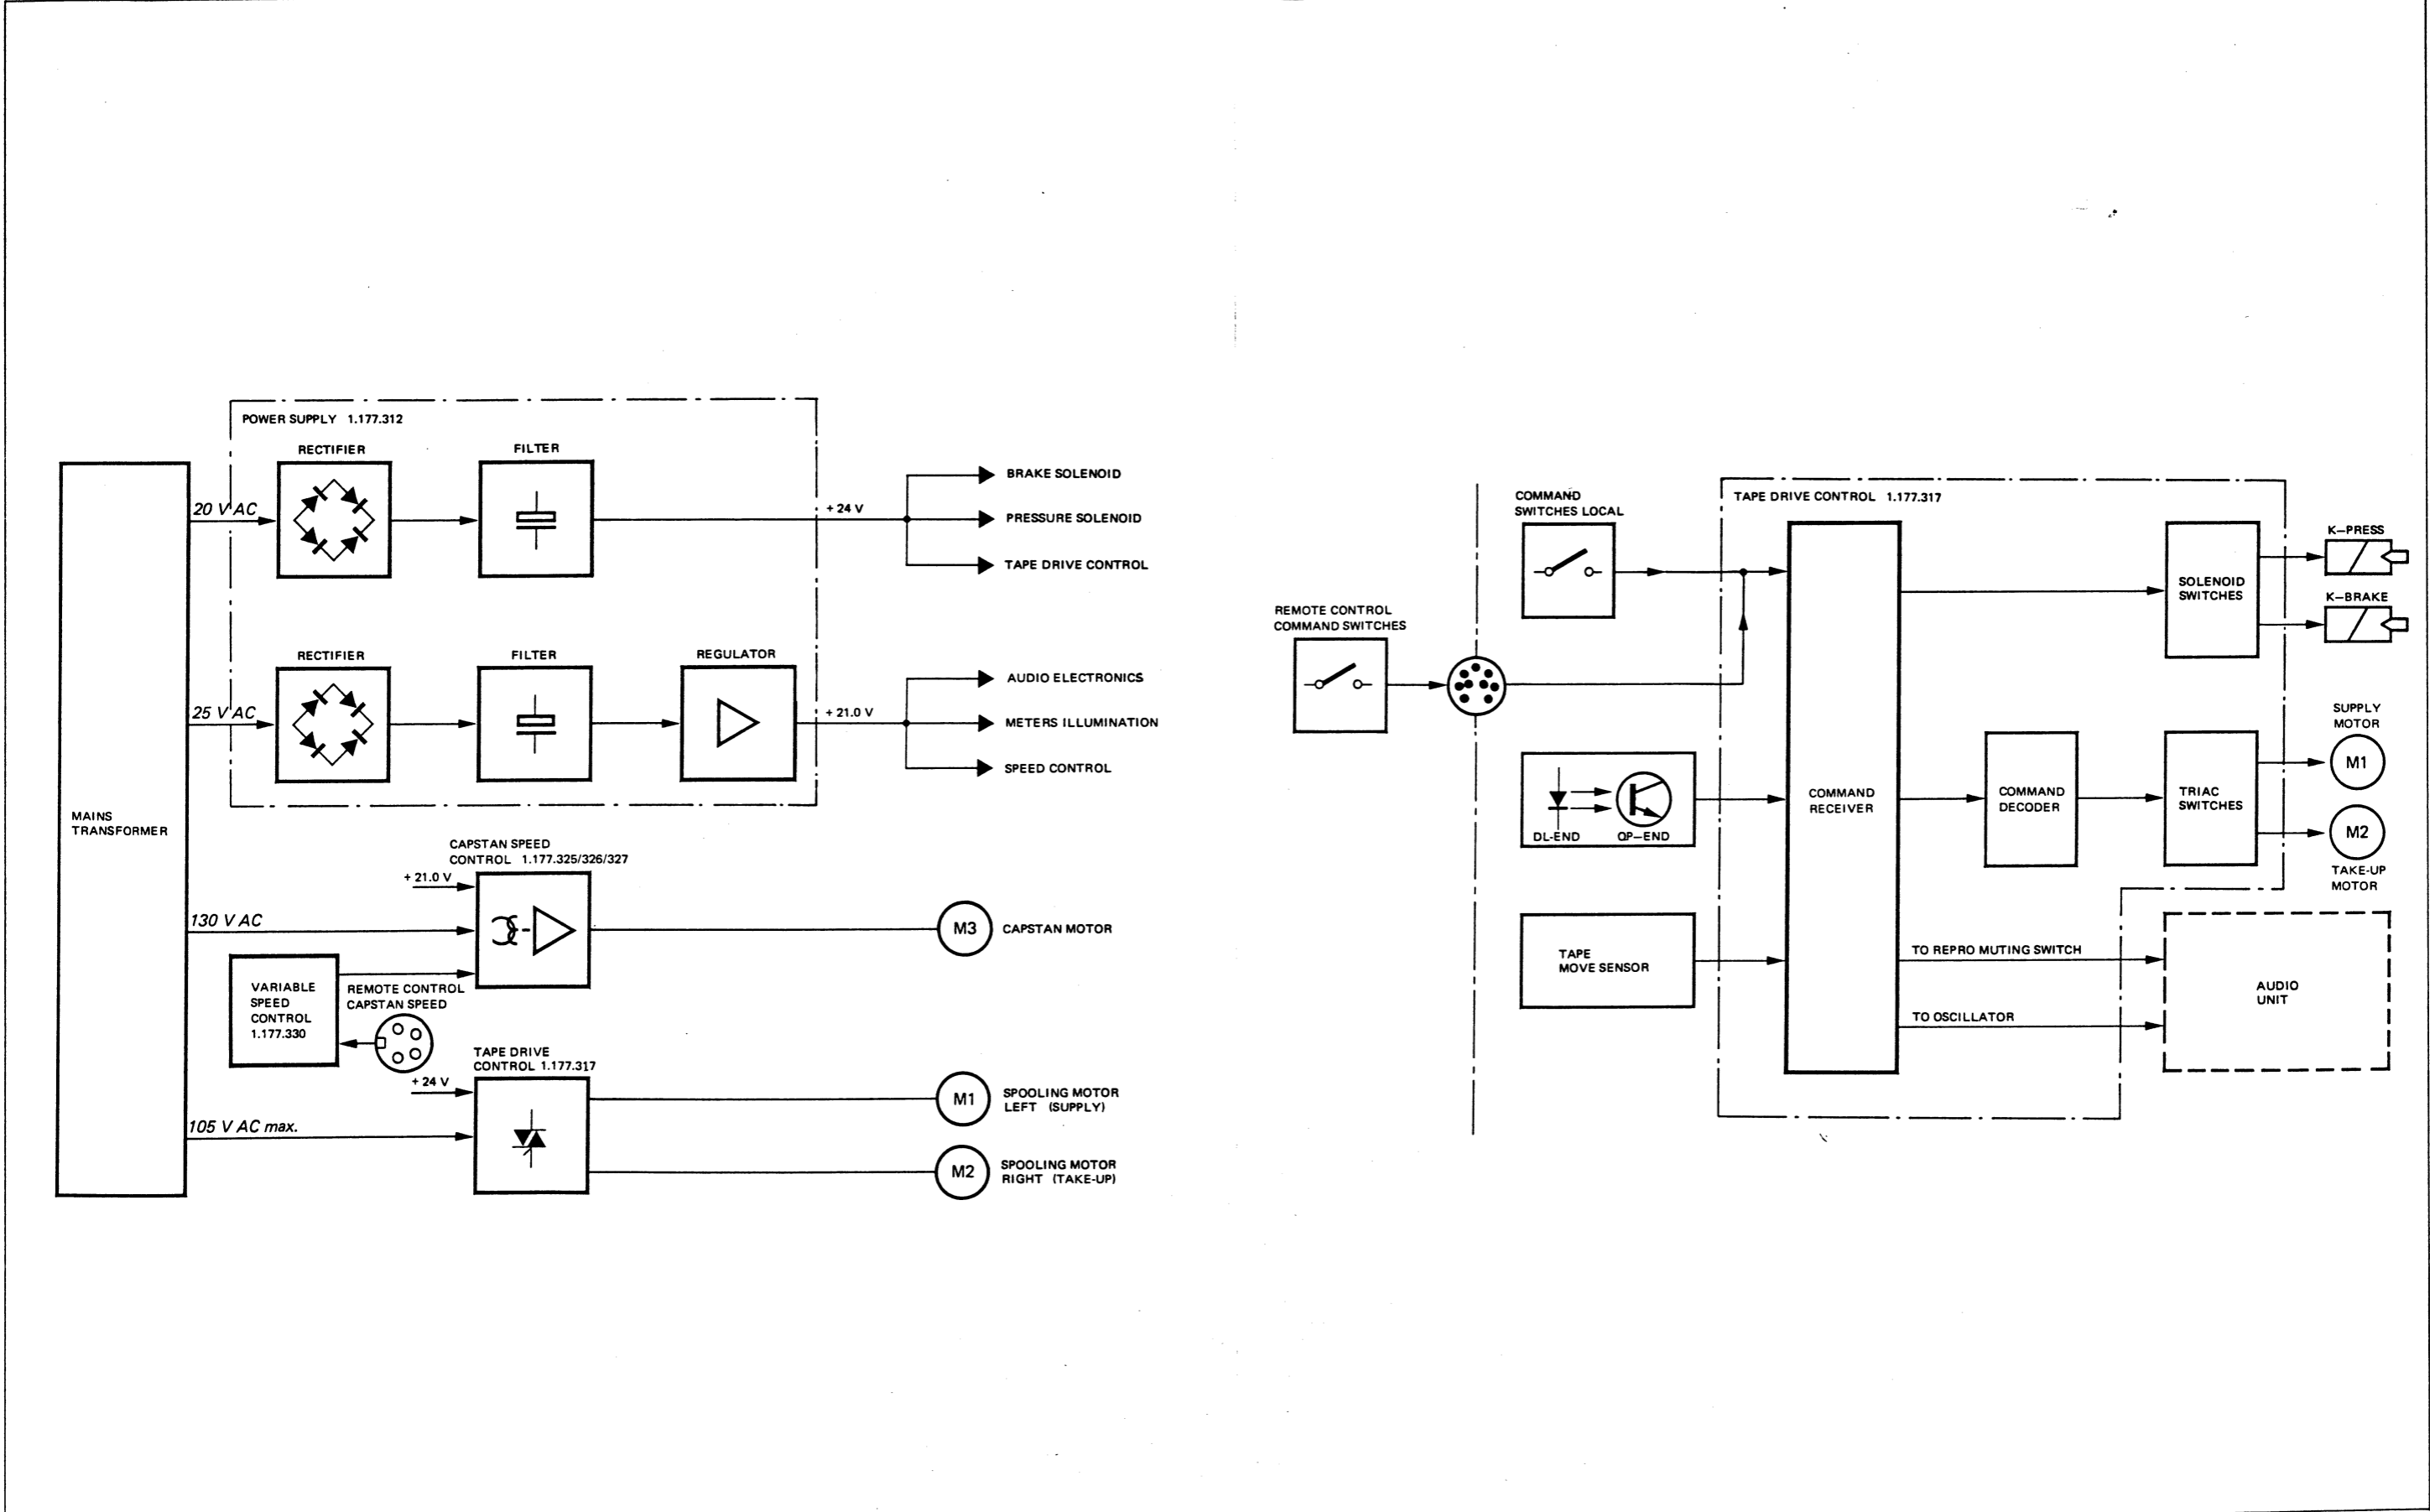 POWER SUPPLY 1.177.312
RECTIFIER
FILTER
20 V AC
+ 24 V
BRAKE SOLENOID
PRESSURE SOLENOID
TAPE DRIVE CONTROL
RECTIFIER
FILTER
REGULATOR
25 V AC
+ 21.0 V
AUDIO ELECTRONICS
METERS ILLUMINATION
SPEED CONTROL
MAINS
TRANSFORMER
CAPSTAN SPEED
CONTROL 1.177.325/326/327
+ 21.0 V
130 V AC
M3
CAPSTAN MOTOR
VARIABLE
SPEED
CONTROL
1.177.330
REMOTE CONTROL
CAPSTAN SPEED
TAPE DRIVE
CONTROL 1.177.317
+ 24 V
105 V AC max.
M1
SPOOLING MOTOR
LEFT (SUPPLY)
M2
SPOOLING MOTOR
RIGHT (TAKE-UP)
COMMAND
SWITCHES LOCAL
TAPE DRIVE CONTROL 1.177.317
REMOTE CONTROL
COMMAND SWITCHES
SOLENOID
SWITCHES
K–PRESS
K–BRAKE
DL-END
QP–END
COMMAND
RECEIVER
COMMAND
DECODER
TRIAC
SWITCHES
SUPPLY
MOTOR
M1
M2
TAKE-UP
MOTOR
TAPE
MOVE SENSOR
TO REPRO MUTING SWITCH
TO OSCILLATOR
AUDIO
UNIT